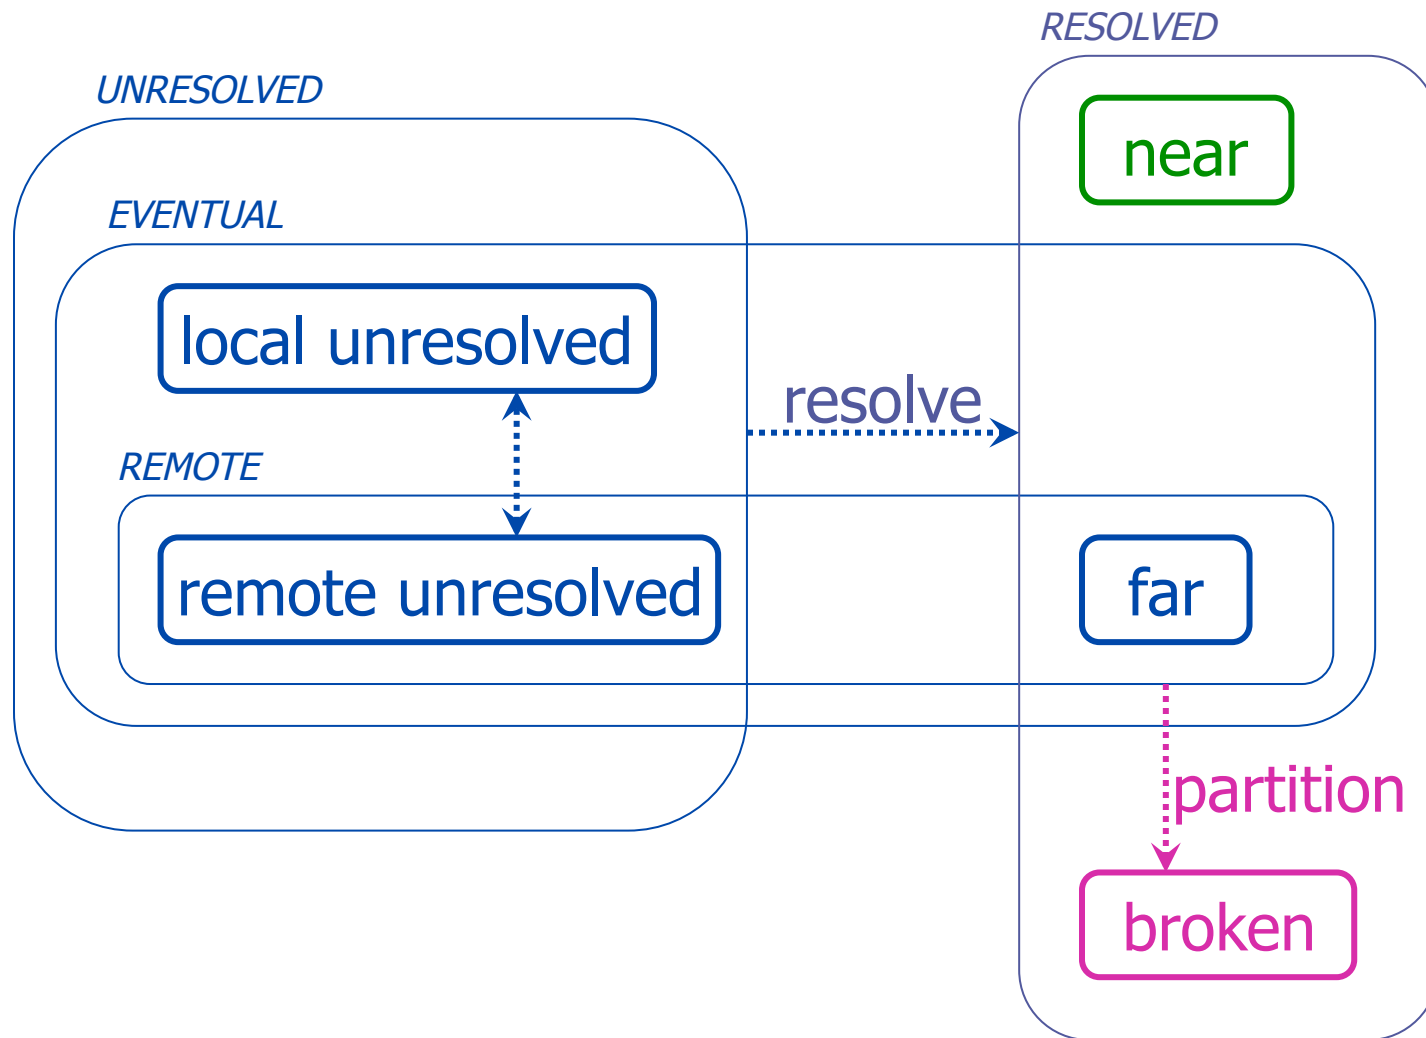 RESOLVED
UNRESOLVED
near
EVENTUAL
local unresolved
resolve
REMOTE
remote unresolved
far
partition
broken